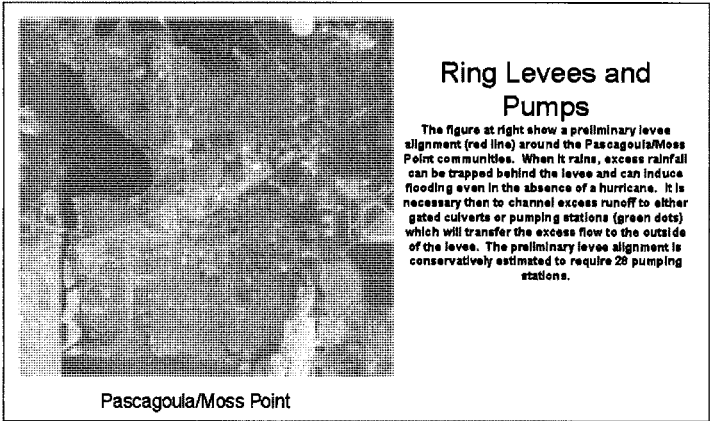 Ring Levees and
Pumps
The figure at right show a preliminary levee
alignment (red line) around the Pascagoula/Moss
Point communities. When it rains, excess rainfall
can be trapped behind the levee and can induce
flooding even in the absence of a hurricane. It is
necessary then to channel excess runoff to either
gated culverts or pumping stations (green dots)
which will transfer the excess flow to the outside
of the levee. The preliminary levee alignment is
conservatively estimated to require 28 pumping
stations.
Pascagoula/Moss Point